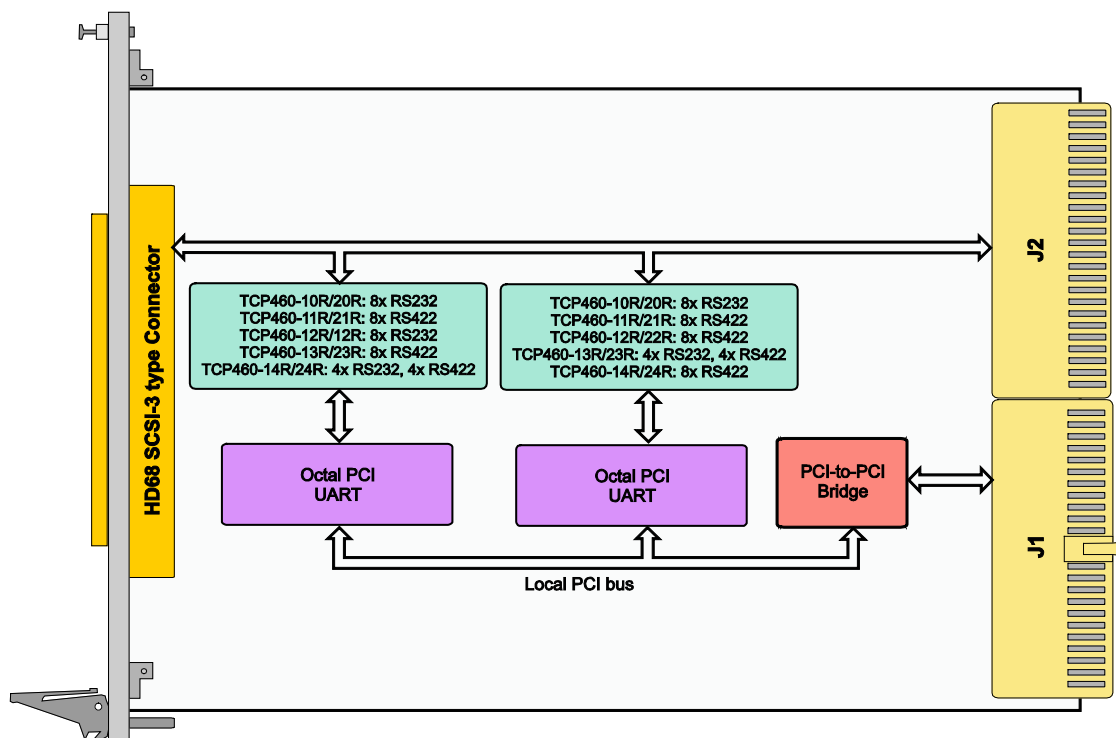 HD68 SCSI-3 type Connector
TCP460-10R/20R: 8x RS232
TCP460-11R/21R: 8x RS422
TCP460-12R/12R: 8x RS232
TCP460-13R/23R: 8x RS422
TCP460-14R/24R: 4x RS232, 4x RS422
TCP460-10R/20R: 8x RS232
TCP460-11R/21R: 8x RS422
TCP460-12R/22R: 8x RS422
TCP460-13R/23R: 4x RS232, 4x RS422
TCP460-14R/24R: 8x RS422
J2
Octal PCI
UART
Octal PCI
UART
PCI-to-PCI
Bridge
J1
Local PCI bus